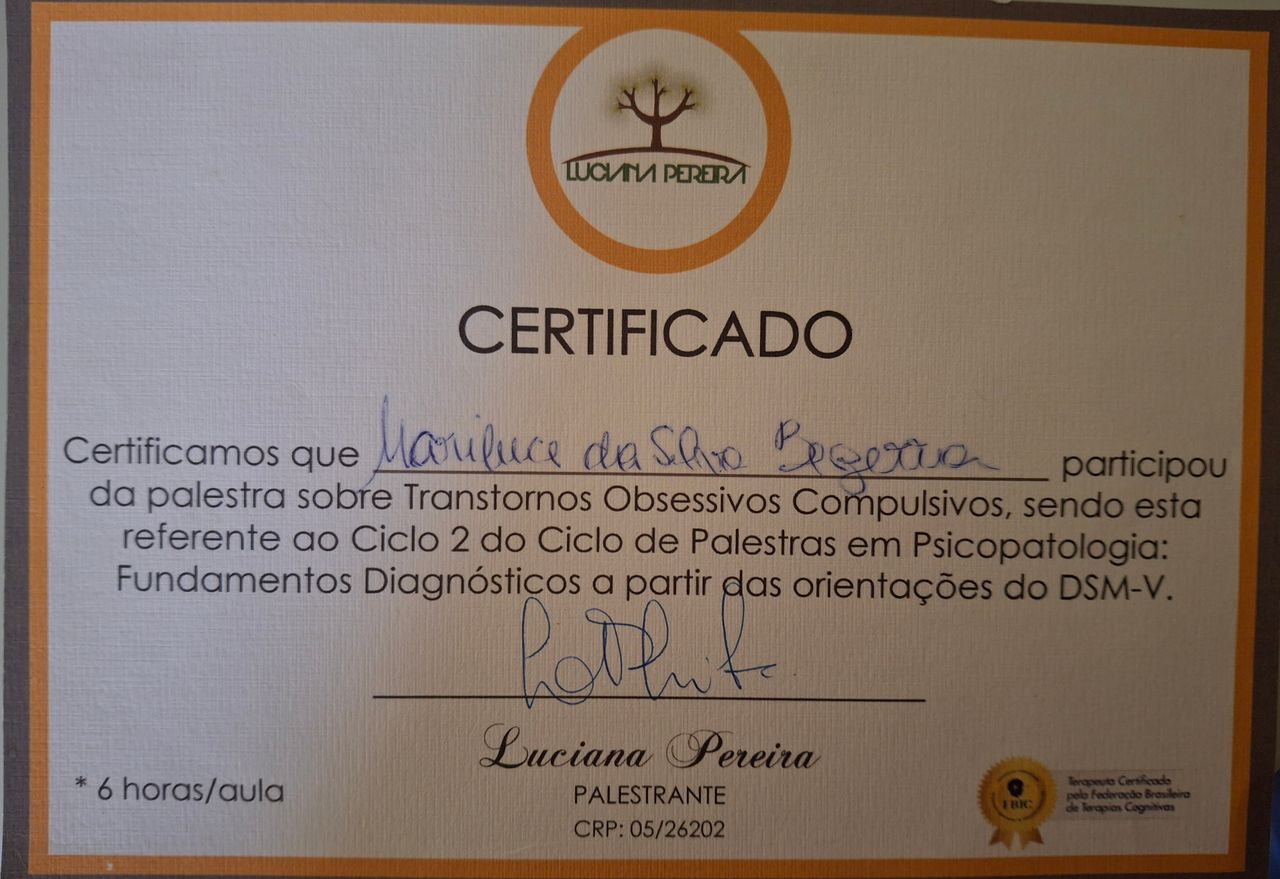 LUCIANA PEREIRA
CERTIFICADO
Certificamos que Mariluce da Silva Bezerra participou
da palestra sobre Transtornos Obsessivos Compulsivos, sendo esta
referente ao Ciclo 2 do Ciclo de Palestras em Psicopatologia:
Fundamentos Diagnósticos a partir das orientações do DSM-V.
Luciana Pereira
* 6 horas/aula
PALESTRANTE
CRP: 05/26202
Terapeuta Certificado
pela Federação Brasileira
de Terapias Cognitivas